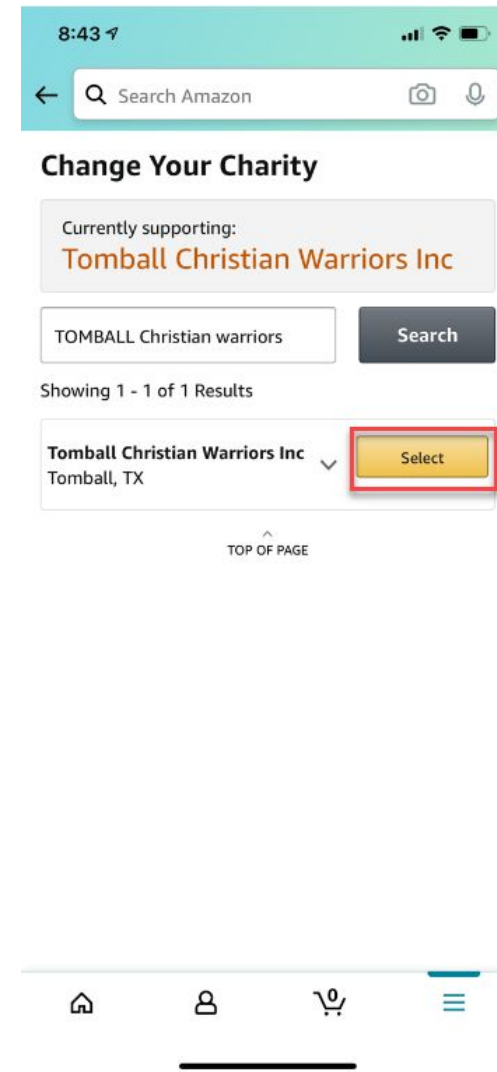 8:43
Search Amazon
Change Your Charity
Currently supporting:
Tomball Christian Warriors Inc
TOMBALL Christian warriors
Search
Showing 1 - 1 of 1 Results
Tomball Christian Warriors Inc
Tomball, TX
Select
TOP OF PAGE
0